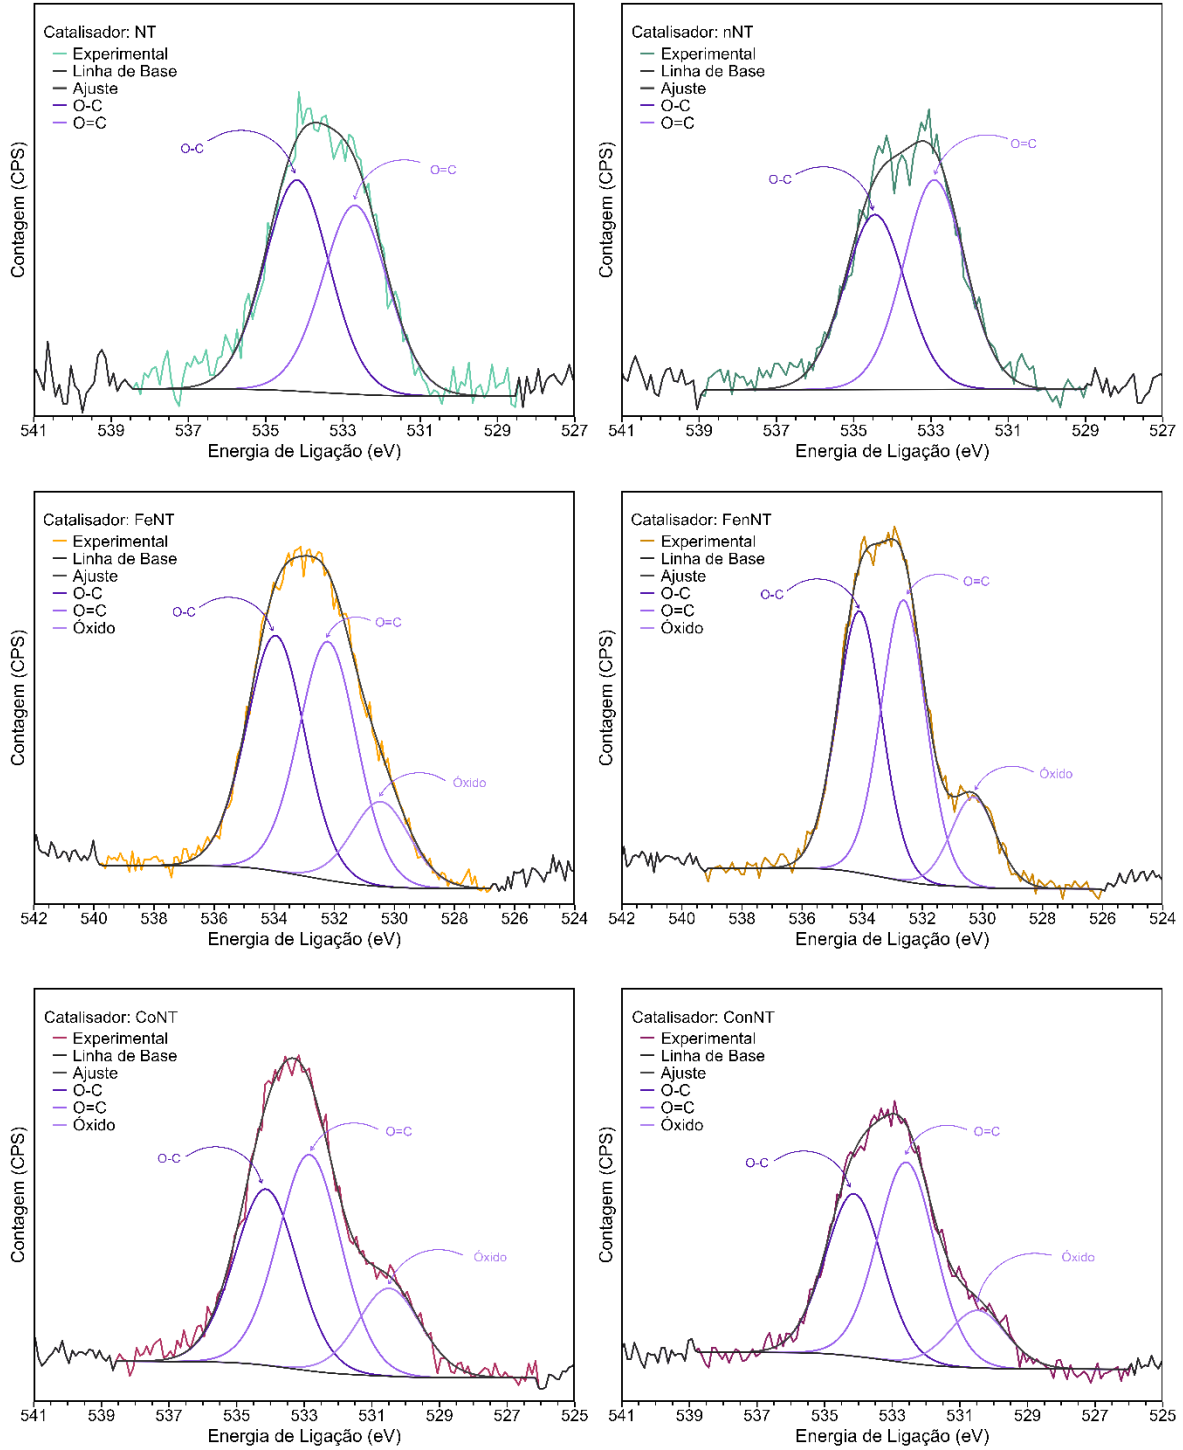 Catalisador: NT
Experimental
Linha de Base
Ajuste
O-C
O=C
O-C
O=C
Contagem (CPS)
541 539 537 535 533 531 529 527
Energia de Ligação (eV)
Catalisador: nNT
Experimental
Linha de Base
Ajuste
O-C
O=C
O-C
O=C
Contagem (CPS)
541 539 537 535 533 531 529 527
Energia de Ligação (eV)
Catalisador: FeNT
Experimental
Linha de Base
Ajuste
O-C
O=C
Óxido
O-C
O=C
Óxido
Contagem (CPS)
542 540 538 536 534 532 530 528 526 524
Energia de Ligação (eV)
Catalisador: FenNT
Experimental
Linha de Base
Ajuste
O-C
O=C
Óxido
O-C
O=C
Óxido
Contagem (CPS)
542 540 538 536 534 532 530 528 526 524
Energia de Ligação (eV)
Catalisador: CoNT
Experimental
Linha de Base
Ajuste
O-C
O=C
Óxido
O-C
O=C
Óxido
Contagem (CPS)
541 539 537 535 533 531 529 527 525
Energia de Ligação (eV)
Catalisador: ConNT
Experimental
Linha de Base
Ajuste
O-C
O=C
Óxido
O-C
O=C
Óxido
Contagem (CPS)
541 539 537 535 533 531 529 527 525
Energia de Ligação (eV)